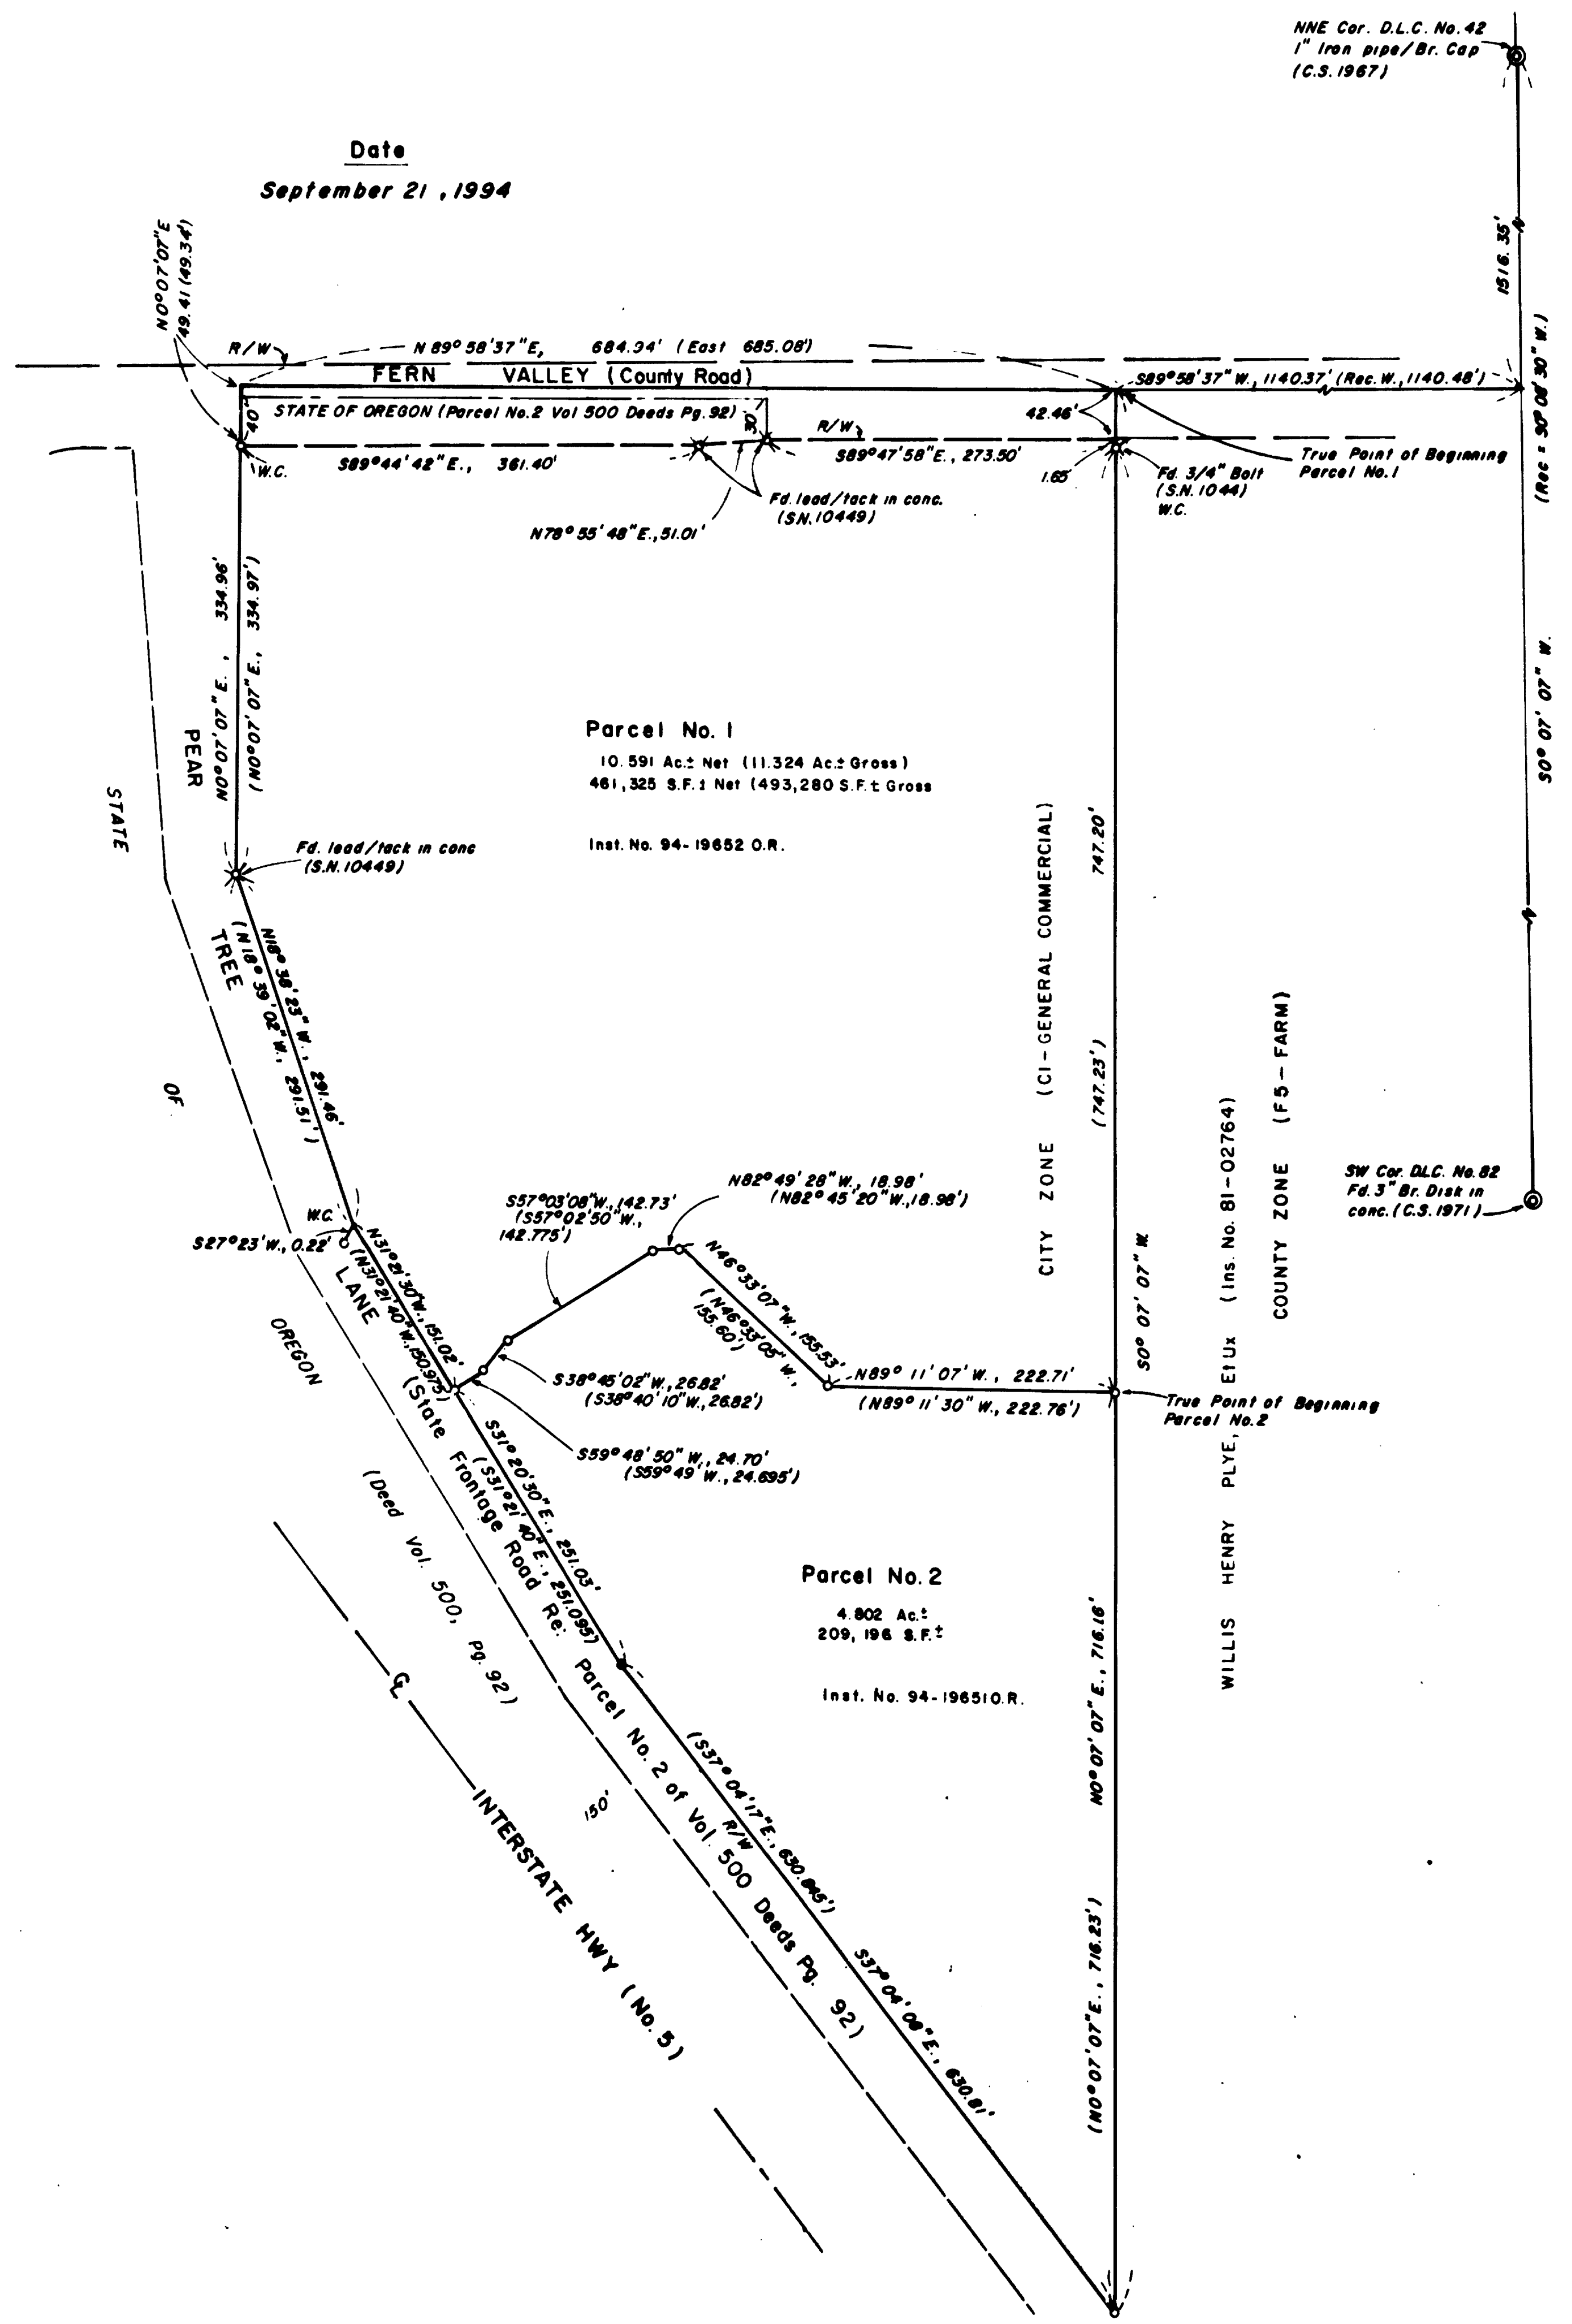 NNE Cor. D.L.C. No. 42
1" Iron pipe/Br. Cap
(C.S. 1967)
Date
September 21, 1994
N0°07'07"E
49.41 (49.34')
1516.35'
R/W
N 89° 58' 37" E, 684.94' (East 685.08')
FERN VALLEY (County Road)
S89°58'37" W., 1140.37' (Rec. W., 1140.48')
(Rec = S0° 08' 30" W.)
40'
STATE OF OREGON (Parcel No. 2 Vol 500 Deeds Pg. 92)
30'
R/W
42.46'
W.C.
S89°44'42"E., 361.40'
S89°47'58"E., 273.50'
1.65'
True Point of Beginning
Parcel No. 1
Fd. lead/tack in conc.
(S.N. 10449)
Fd. 3/4" Bolt
(S.N. 1044)
W.C.
N78° 55' 48"E., 51.01'
N0°07'07"E. , 334.96'
(N0°07'07"E., 334.97')
S0° 07' 07" W.
Parcel No. 1
10.591 Ac.± Net (11.324 Ac.± Gross)
461,325 S.F.± Net (493,280 S.F.± Gross
Inst. No. 94-19652 O.R.
PEAR
STATE
Fd. lead/tack in conc
(S.N. 10449)
CITY ZONE (C1-GENERAL COMMERCIAL)
747.20'
(747.23')
TREE
N18° 38' 23" W., 291.46'
(N18° 39' 02" W., 291.51')
OF
COUNTY ZONE (F5-FARM)
WILLIS HENRY PLYE, Et Ux (Ins. No. 81-02764)
SW Cor. D.L.C. No. 82
Fd. 3" Br. Disk in
conc. (C.S. 1971)
N82°49'28"W., 18.98'
(N82°45'20"W., 18.98')
S57°03'08"W., 142.73'
(S57°02'50"W.,
142.775')
W.C.
S27°23'W., 0.22'
N31°21'30"W., 151.02'
(N31°21'40"W., 150.975')
LANE
N46°33'07"W., 155.53'
(N46°33'05"W.,
155.60')
S0° 07' 07" W.
OREGON
S38°45'02"W., 26.82'
(S38°40'10"W., 26.82')
N89° 11' 07" W., 222.71'
(N89° 11' 30" W., 222.76')
True Point of Beginning
Parcel No. 2
S59° 48' 50" W., 24.70'
(S59° 49' W., 24.695')
S31° 20' 30" E., 251.03'
(S31° 21' 40" E., 251.095)
(State Frontage Road Re: Parcel No. 2 of Vol. 500 Deeds Pg. 92)
(Deed Vol. 500, Pg. 92)
Parcel No. 2
4.802 Ac.±
209, 196 S.F.±
Inst. No. 94-19651O.R.
N0° 07' 07" E., 716.16'
(N0°07'07"E., 716.23')
(S37° 04' 17"E., 630.845')
R/W
S37° 04' 08" E., 630.81'
CL
150'
INTERSTATE HWY (No. 5)